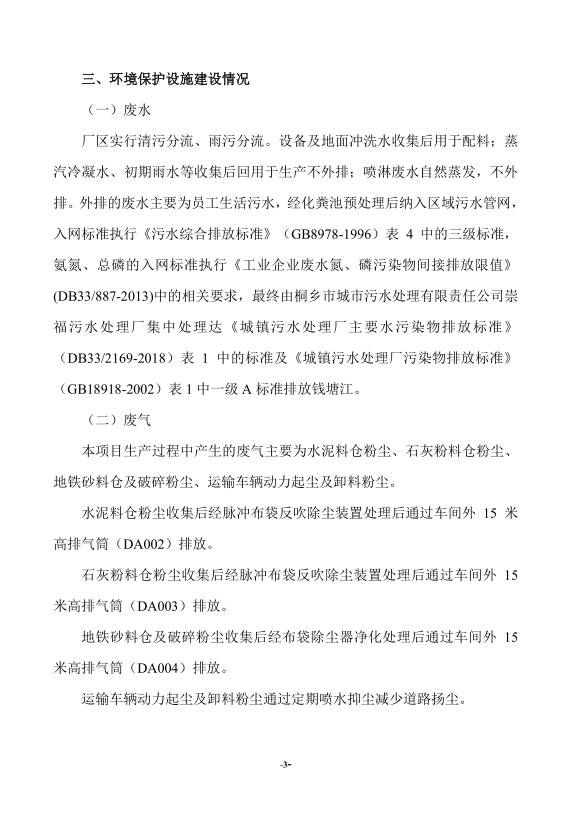 三、环境保护设施建设情况
（一）废水
厂区实行清污分流、雨污分流。设备及地面冲洗水收集后用于配料；蒸
汽冷凝水、初期雨水等收集后回用于生产不外排；喷淋废水自然蒸发，不外
排。外排的废水主要为员工生活污水，经化粪池预处理后纳入区域污水管网，
入网标准执行《污水综合排放标准》（GB8978-1996）表 4 中的三级标准，
氨氮、总磷的入网标准执行《工业企业废水氮、磷污染物间接排放限值》
(DB33/887-2013)中的相关要求，最终由桐乡市城市污水处理有限责任公司崇
福污水处理厂集中处理达《城镇污水处理厂主要水污染物排放标准》
（DB33/2169-2018）表 1 中的标准及《城镇污水处理厂污染物排放标准》
（GB18918-2002）表 1 中一级 A 标准排放钱塘江。
（二）废气
本项目生产过程中产生的废气主要为水泥料仓粉尘、石灰粉料仓粉尘、
地铁砂料仓及破碎粉尘、运输车辆动力起尘及卸料粉尘。
水泥料仓粉尘收集后经脉冲布袋反吹除尘装置处理后通过车间外 15 米
高排气筒（DA002）排放。
石灰粉料仓粉尘收集后经脉冲布袋反吹除尘装置处理后通过车间外 15
米高排气筒（DA003）排放。
地铁砂料仓及破碎粉尘收集后经布袋除尘器净化处理后通过车间外 15
米高排气筒（DA004）排放。
运输车辆动力起尘及卸料粉尘通过定期喷水抑尘减少道路扬尘。
-3-